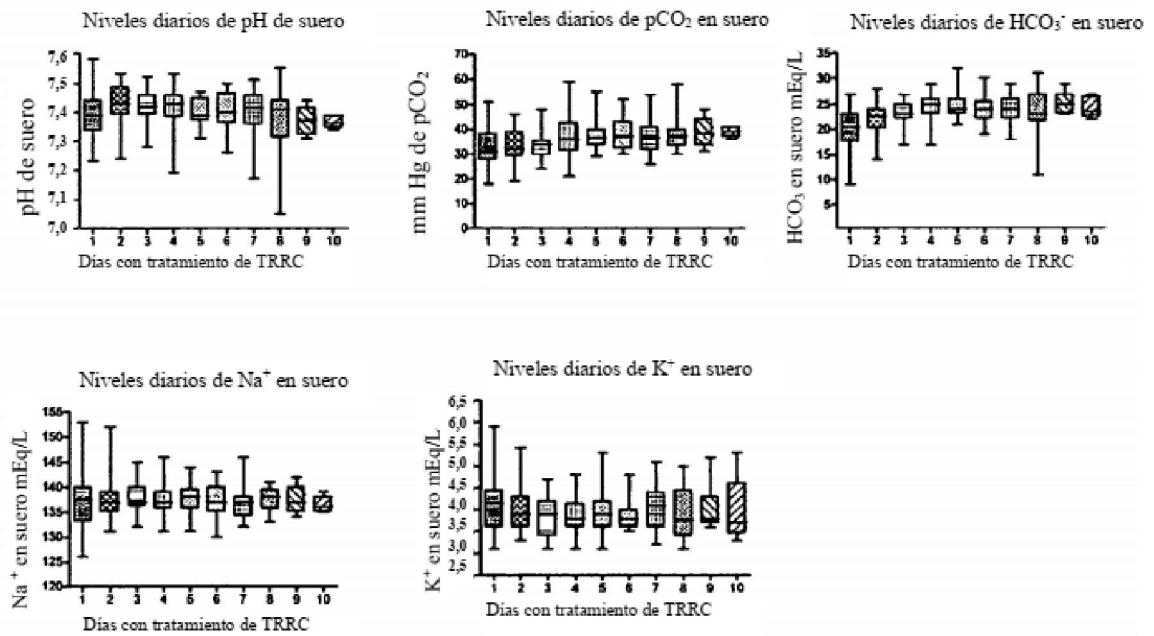 Niveles diarios de pH de suero
pH de suero
7,6
7,5
7,4
7,3
7,2
7,1
7,0
1 2 3 4 5 6 7 8 9 10
Días con tratamiento de TRRC
Niveles diarios de pCO₂ en suero
mm Hg de pCO₂
70
60
50
40
30
20
10
0
1 2 3 4 5 6 7 8 9 10
Días con tratamiento de TRRC
Niveles diarios de HCO₃⁻ en suero
HCO₃ en suero mEq/L
35
30
25
20
15
10
5
1 2 3 4 5 6 7 8 9 10
Días con tratamiento de TRRC
Niveles diarios de Na⁺ en suero
Na⁺ en suero mEq/L
155
150
145
140
135
130
125
120
1 2 3 4 5 6 7 8 9 10
Días con tratamiento de TRRC
Niveles diarios de K⁺ en suero
K⁺ en suero mEq/L
6,5
6,0
5,5
5,0
4,5
4,0
3,5
3,0
2,5
1 2 3 4 5 6 7 8 9 10
Días con tratamiento de TRRC